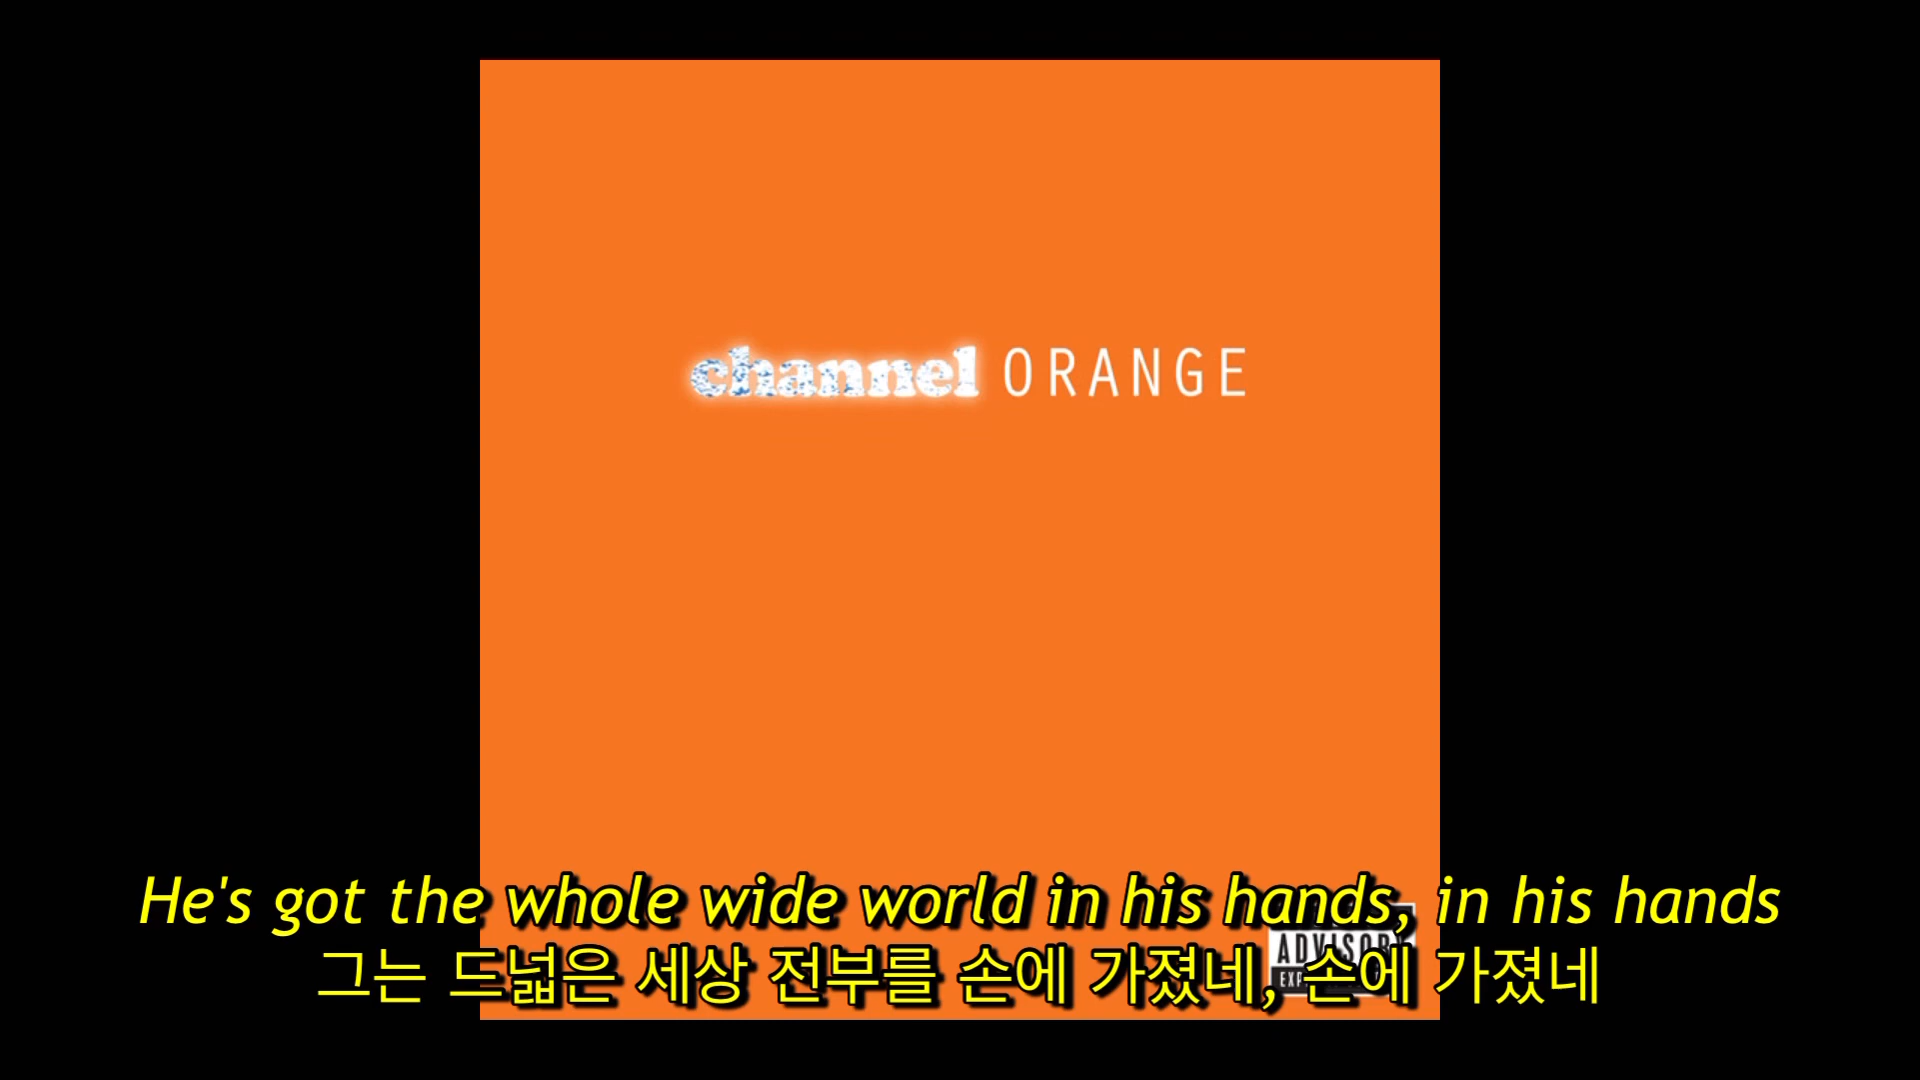 channel ORANGE
He's got the whole wide world in his hands, in his hands
그는 드넓은 세상 전부를 손에 가졌네, 손에 가졌네
ADVISORY